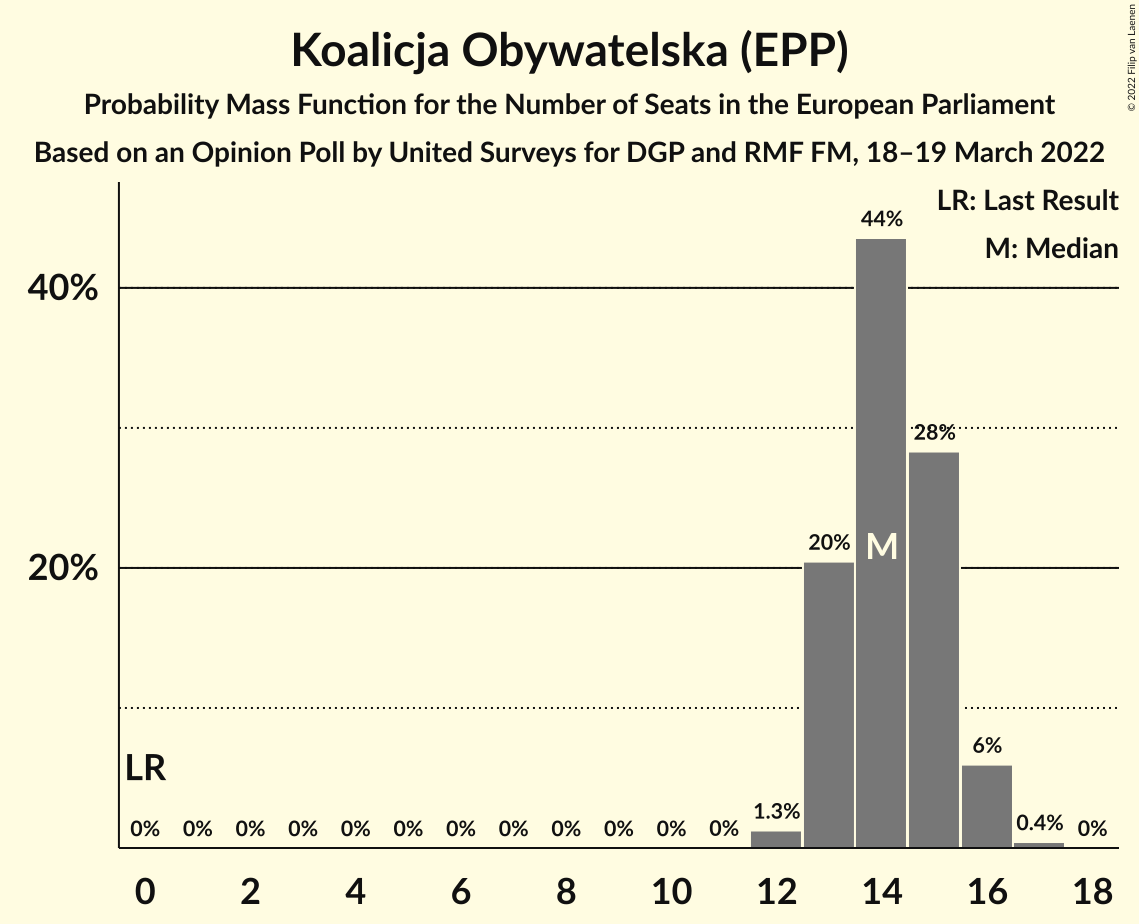 Koalicja Obywatelska (EPP)
Probability Mass Function for the Number of Seats in the European Parliament
Based on an Opinion Poll by United Surveys for DGP and RMF FM, 18–19 March 2022
© 2022 Filip van Laenen
LR: Last Result
M: Median
44%
40%
28%
20%
M
20%
LR
6%
1.3%
0.4%
0% 0% 0% 0% 0% 0% 0% 0% 0% 0% 0% 0% 0%
0 2 4 6 8 10 12 14 16 18